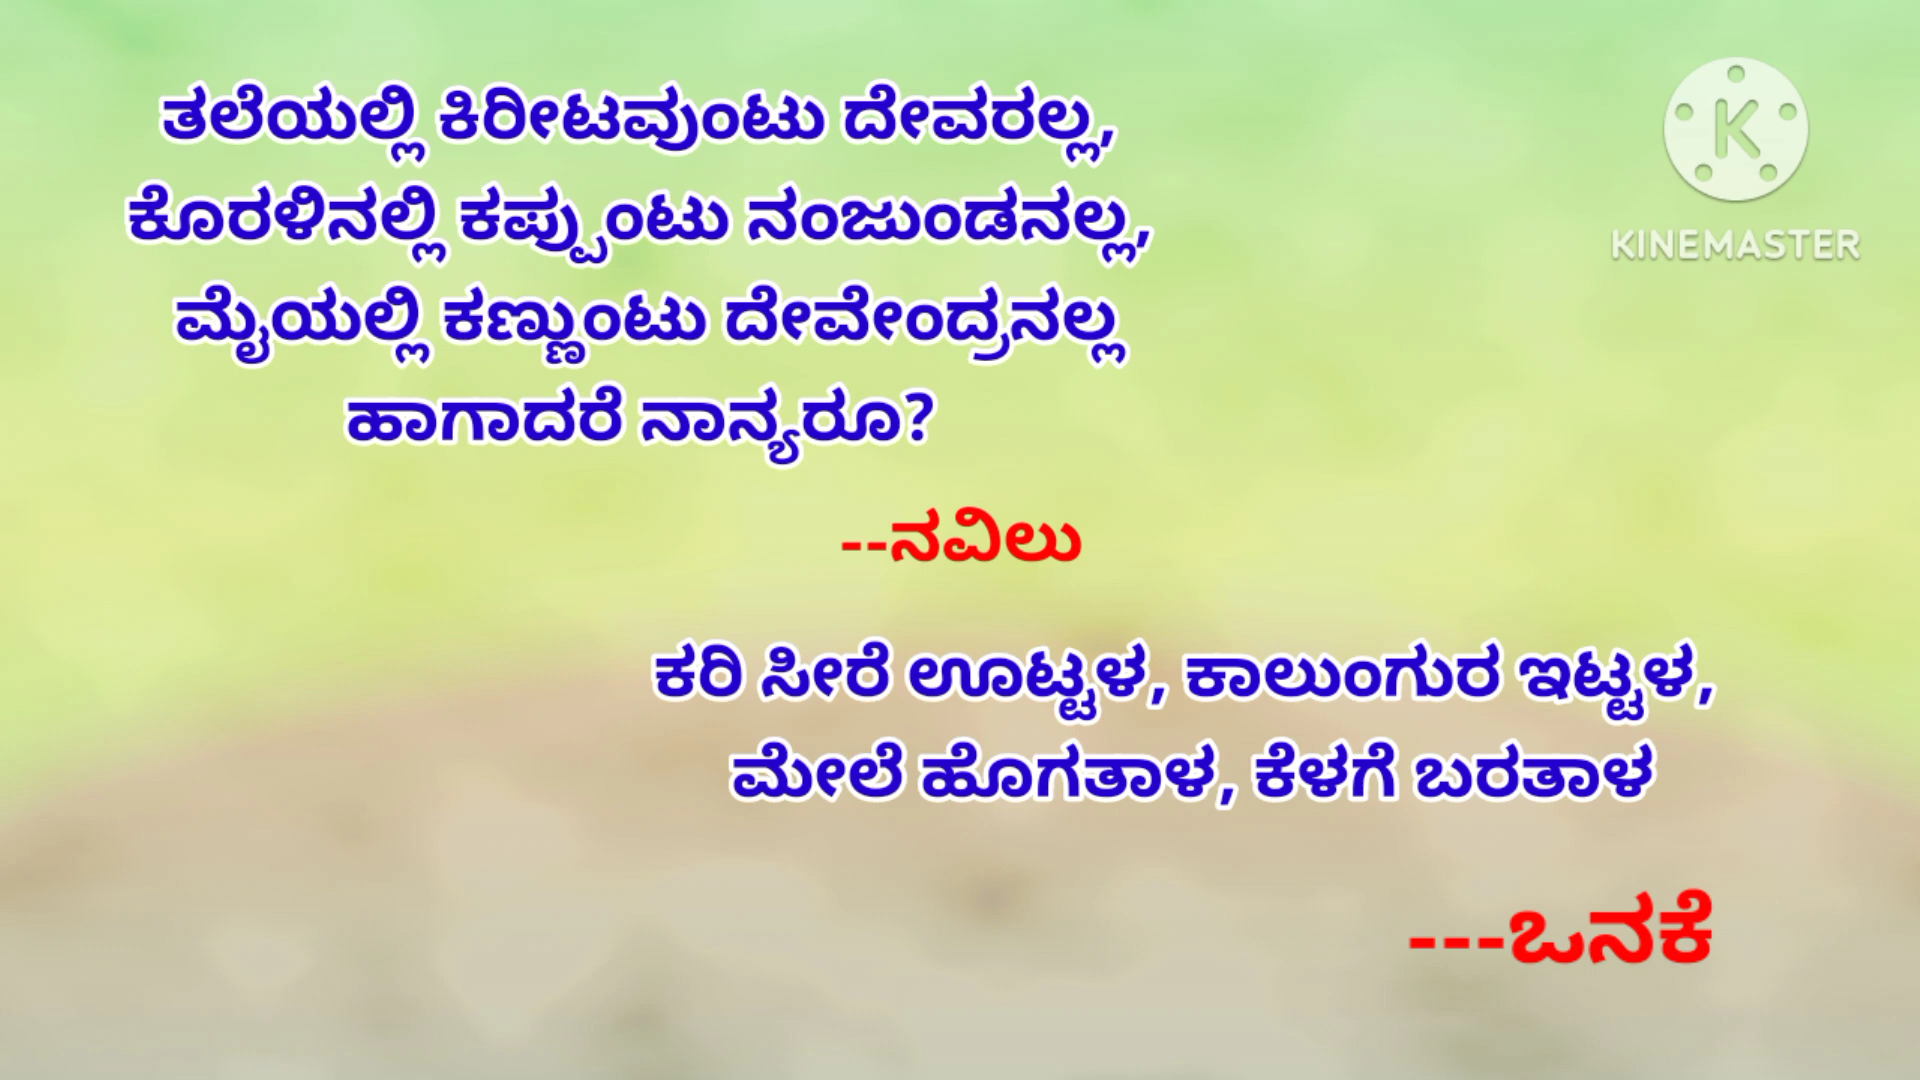 ತಲೆಯಲ್ಲಿ ಕಿರೀಟವುಂಟು ದೇವರಲ್ಲ,
ಕೊರಳಿನಲ್ಲಿ ಕಪ್ಪುಂಟು ನಂಜುಂಡನಲ್ಲ,
ಮೈಯಲ್ಲಿ ಕಣ್ಣುಂಟು ದೇವೇಂದ್ರನಲ್ಲ
ಹಾಗಾದರೆ ನಾನ್ಯರೂ?
--ನವಿಲು
ಕರಿ ಸೀರೆ ಊಟ್ಟಳ, ಕಾಲುಂಗುರ ಇಟ್ಟಳ,
ಮೇಲೆ ಹೊಗತಾಳ, ಕೆಳಗೆ ಬರತಾಳ
---ಒನಕೆ
K
KINEMASTER